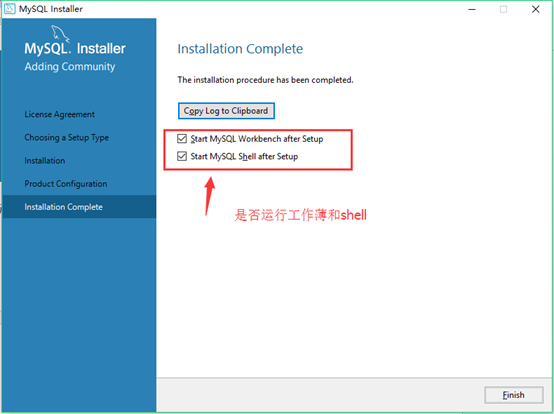 MySQL Installer
MySQL. Installer
Adding Community
License Agreement
Choosing a Setup Type
Installation
Product Configuration
Installation Complete
Installation Complete
The installation procedure has been completed.
Copy Log to Clipboard
Start MySQL Workbench after Setup
Start MySQL Shell after Setup
是否运行工作薄和shell
Finish